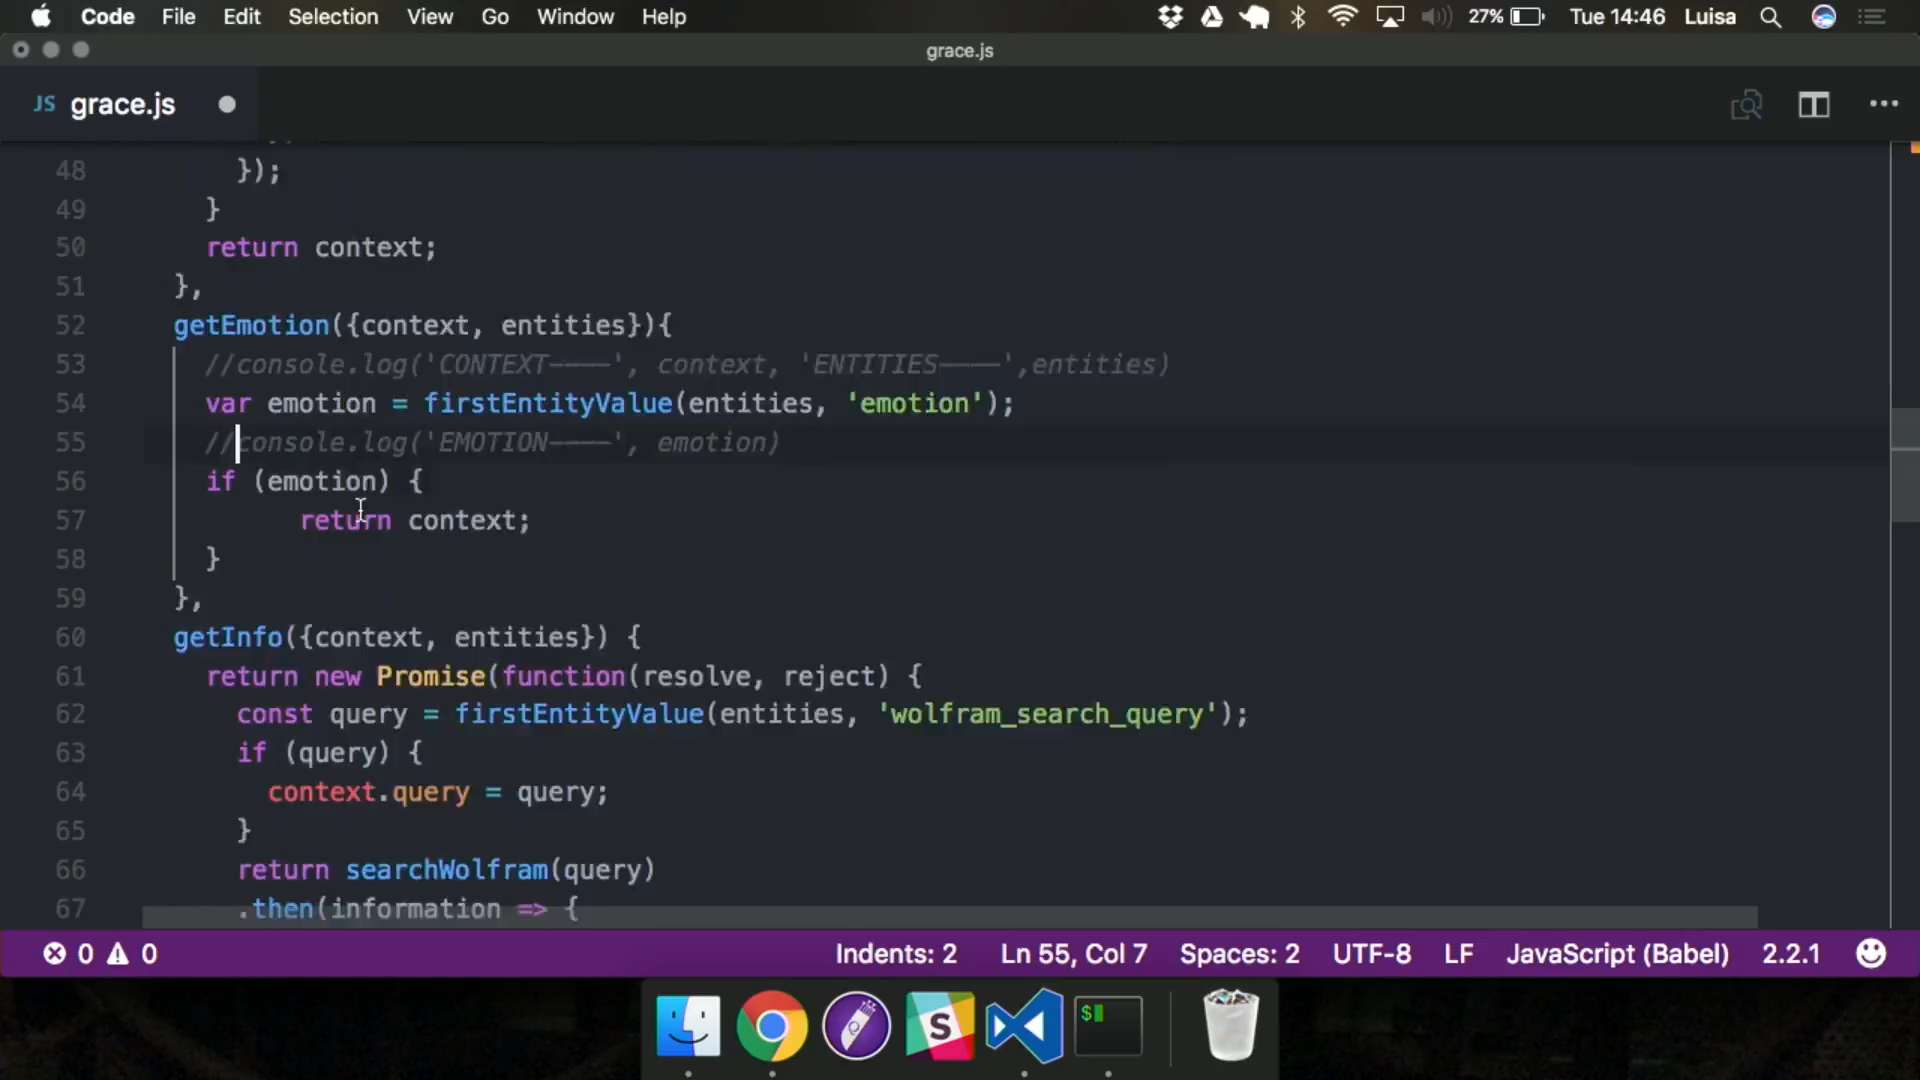 Code File Edit Selection View Go Window Help 27% Tue 14:46 Luisa
grace.js
JS grace.js
48 });
49 }
50 return context;
51 },
52 getEmotion({context, entities}){
53 //console.log('CONTEXT————', context, 'ENTITIES————',entities)
54 var emotion = firstEntityValue(entities, 'emotion');
55 //console.log('EMOTION————', emotion)
56 if (emotion) {
57 return context;
58 }
59 },
60 getInfo({context, entities}) {
61 return new Promise(function(resolve, reject) {
62 const query = firstEntityValue(entities, 'wolfram_search_query');
63 if (query) {
64 context.query = query;
65 }
66 return searchWolfram(query)
67 .then(information => {
0 0 Indents: 2 Ln 55, Col 7 Spaces: 2 UTF-8 LF JavaScript (Babel) 2.2.1
S $